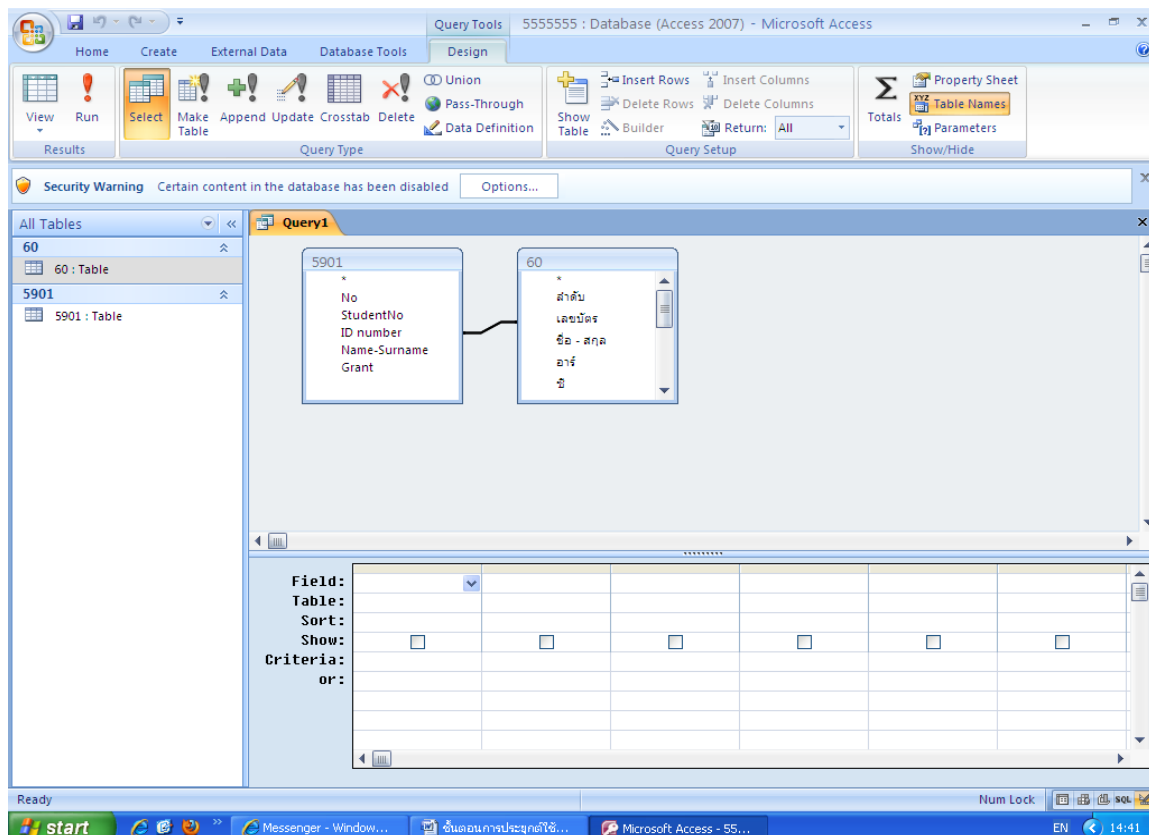 Query Tools 5555555 : Database (Access 2007) - Microsoft Access
Home Create External Data Database Tools Design
View
Run
Select
Make Table
Append
Update
Crosstab
Delete
Union
Pass-Through
Data Definition
Show Table
Insert Rows
Delete Rows
Builder
Insert Columns
Delete Columns
Return: All
Totals
Property Sheet
Table Names
Parameters
Results Query Type Query Setup Show/Hide
Security Warning Certain content in the database has been disabled Options...
All Tables
60
60 : Table
5901
5901 : Table
Query1
5901
*
No
StudentNo
ID number
Name-Surname
Grant
60
*
ลำดับ
เลขบัตร
ชื่อ - สกุล
อาร์
ซิ
Field:
Table:
Sort:
Show:
Criteria:
or:
Ready Num Lock SQL
start Messenger - Window... ขั้นตอนการประยุกต์ใช้... Microsoft Access - 55... EN 14:41